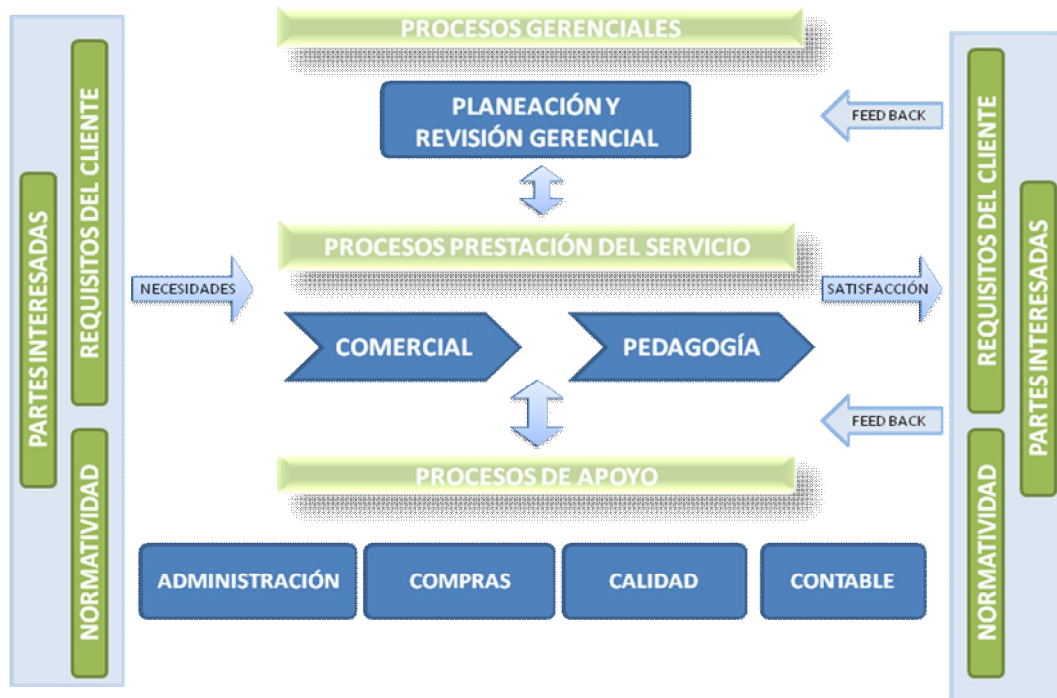 PROCESOS GERENCIALES
PLANEACIÓN Y
REVISIÓN GERENCIAL
FEED BACK
PARTES INTERESADAS
REQUISITOS DEL CLIENTE
NORMATIVIDAD
NECESIDADES
PROCESOS PRESTACIÓN DEL SERVICIO
SATISFACCIÓN
COMERCIAL
PEDAGOGÍA
FEED BACK
PROCESOS DE APOYO
ADMINISTRACIÓN
COMPRAS
CALIDAD
CONTABLE
REQUISITOS DEL CLIENTE
NORMATIVIDAD
PARTES INTERESADAS